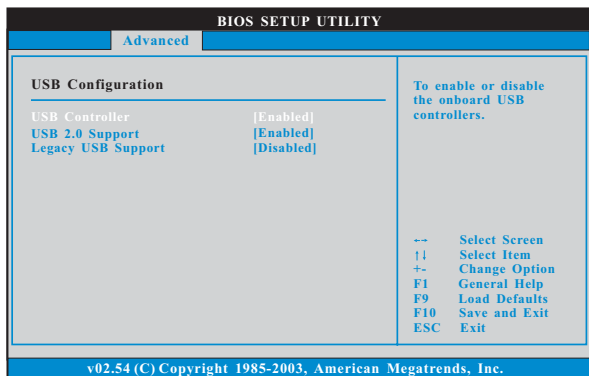 BIOS SETUP UTILITY
Advanced
USB Configuration
USB Controller [Enabled]
USB 2.0 Support [Enabled]
Legacy USB Support [Disabled]
To enable or disable
the onboard USB
controllers.
←→ Select Screen
↑↓ Select Item
+- Change Option
F1 General Help
F9 Load Defaults
F10 Save and Exit
ESC Exit
v02.54 (C) Copyright 1985-2003, American Megatrends, Inc.